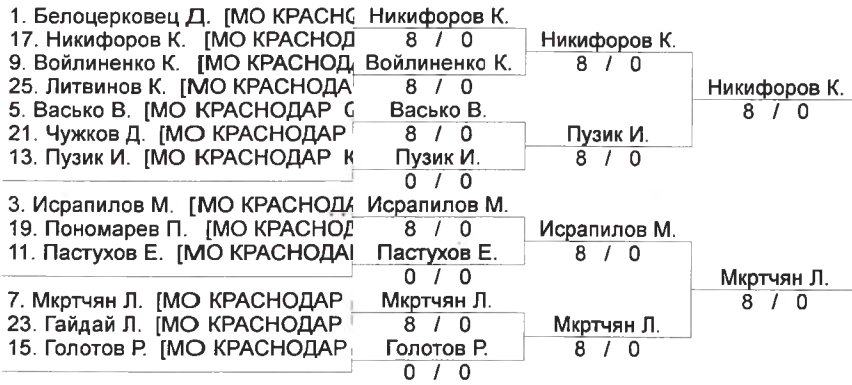 1. Белоцерковец Д. [МО КРАСНО Никифоров К.
17. Никифоров К. [МО КРАСНОД 8 / 0 Никифоров К.
9. Войлиненко К. [МО КРАСНОД Войлиненко К. 8 / 0
25. Литвинов К. [МО КРАСНОДА 8 / 0 Никифоров К.
5. Васько В. [МО КРАСНОДАР Васько В. 8 / 0
21. Чужков Д. [МО КРАСНОДАР 8 / 0 Пузик И.
13. Пузик И. [МО КРАСНОДАР К Пузик И. 8 / 0
0 / 0
3. Исрапилов М. [МО КРАСНОДА Исрапилов М.
19. Пономарев П. [МО КРАСНОД 8 / 0 Исрапилов М.
11. Пастухов Е. [МО КРАСНОДА Пастухов Е. 8 / 0
0 / 0 Мкртчян Л.
7. Мкртчян Л. [МО КРАСНОДАР Мкртчян Л. 8 / 0
23. Гайдай Л. [МО КРАСНОДАР 8 / 0 Мкртчян Л.
15. Голотов Р. [МО КРАСНОДАР Голотов Р. 8 / 0
0 / 0